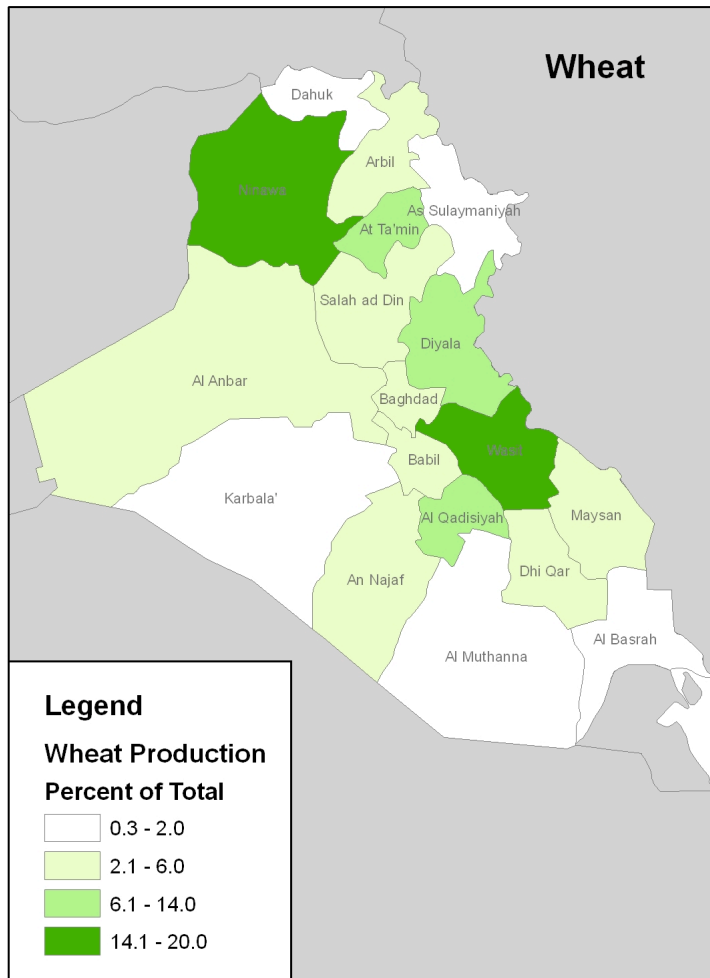 Wheat
Dahuk
Arbil
Ninawa
As Sulaymaniyah
At Ta'min
Salah ad Din
Diyala
Al Anbar
Baghdad
Wasit
Babil
Karbala'
Al Qadisiyah
Maysan
An Najaf
Dhi Qar
Al Basrah
Al Muthanna
Legend
Wheat Production
Percent of Total
0.3 - 2.0
2.1 - 6.0
6.1 - 14.0
14.1 - 20.0